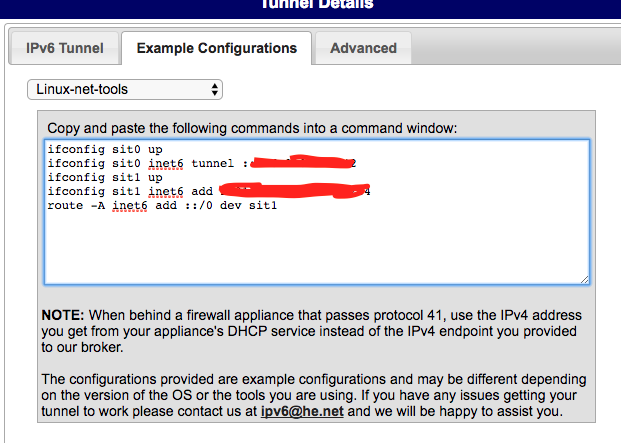 Tunnel Details
IPv6 Tunnel
Example Configurations
Advanced
Linux-net-tools
Copy and paste the following commands into a command window:
ifconfig sit0 up
ifconfig sit0 inet6 tunnel :
ifconfig sit1 up
ifconfig sit1 inet6 add
route -A inet6 add ::/0 dev sit1
NOTE: When behind a firewall appliance that passes protocol 41, use the IPv4 address
you get from your appliance's DHCP service instead of the IPv4 endpoint you provided
to our broker.
The configurations provided are example configurations and may be different depending
on the version of the OS or the tools you are using. If you have any issues getting your
tunnel to work please contact us at ipv6@he.net and we will be happy to assist you.